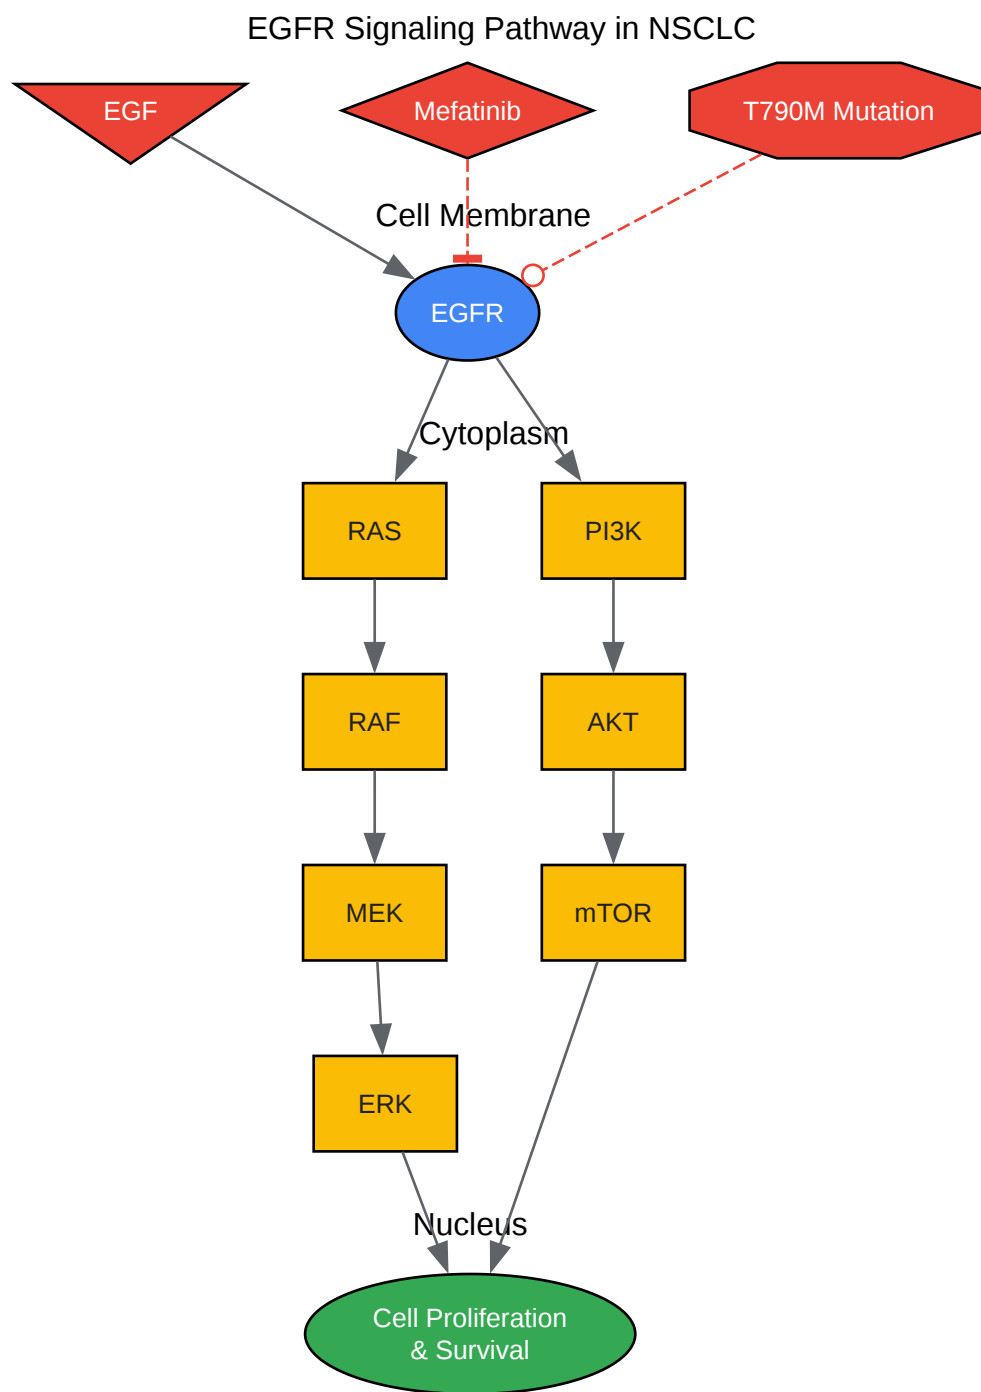 EGFR Signaling Pathway in NSCLC
EGF
Mefatinib
T790M Mutation
Cell Membrane
EGFR
Cytoplasm
RAS
PI3K
RAF
AKT
MEK
mTOR
ERK
Nucleus
Cell Proliferation
& Survival